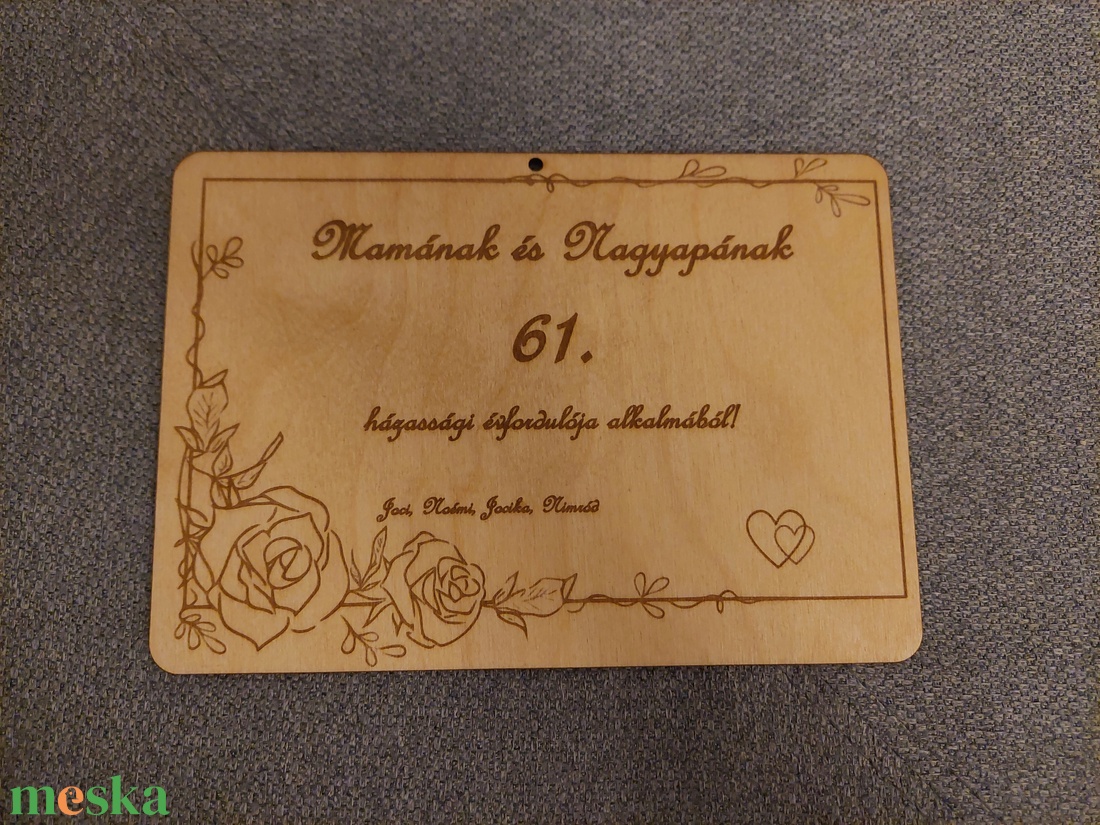 Mamának és Nagyapának
61.
házassági évfordulója alkalmából!
Joci, Noémi, Jocika, Nimród
meska